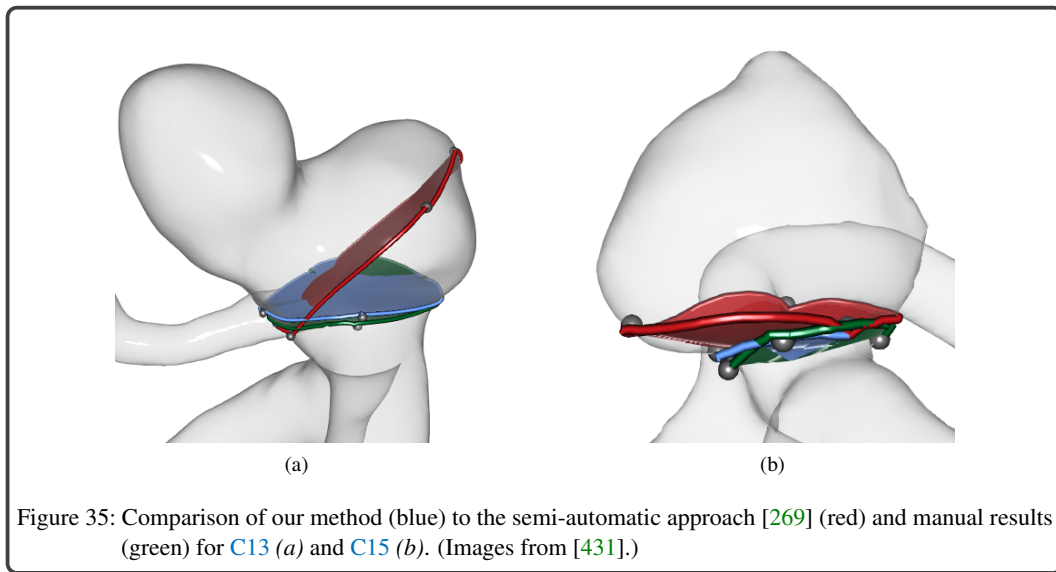 (a)
(b)
Figure 35: Comparison of our method (blue) to the semi-automatic approach [269] (red) and manual results
(green) for C13 (a) and C15 (b). (Images from [431].)